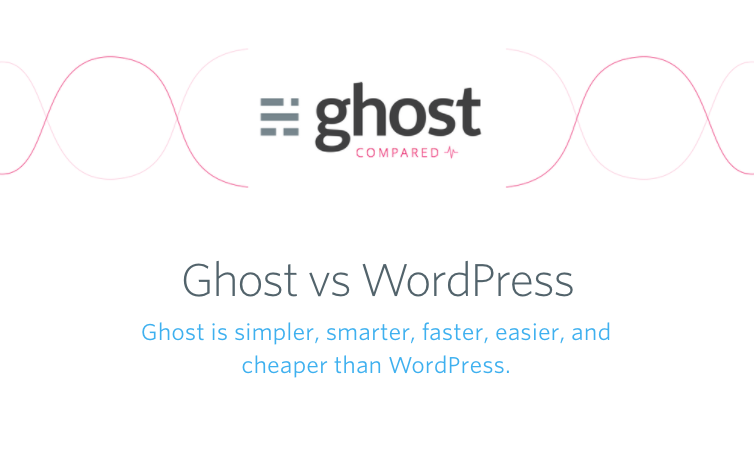 ghost
COMPARED
Ghost vs WordPress
Ghost is simpler, smarter, faster, easier, and
cheaper than WordPress.